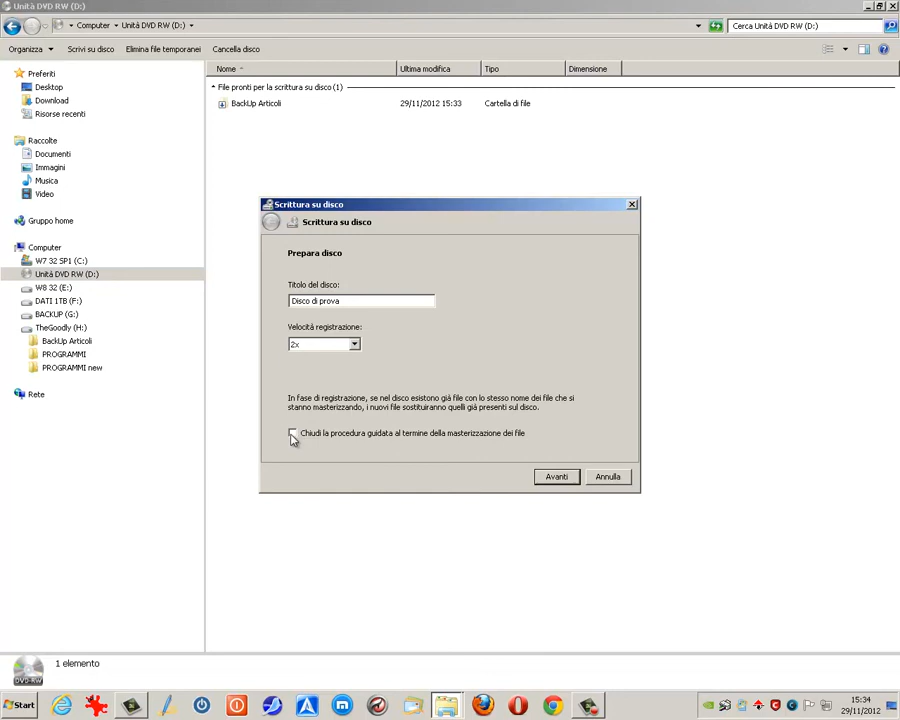 Unità DVD RW (D:)
Computer
Unità DVD RW (D:)
Cerca Unità DVD RW (D:)
Organizza
Scrivi su disco
Elimina file temporanei
Cancella disco
Preferiti
Desktop
Download
Risorse recenti
Raccolte
Documenti
Immagini
Musica
Video
Gruppo home
Computer
W7 32 SP1 (C:)
Unità DVD RW (D:)
W8 32 (E:)
DATI 1TB (F:)
BACKUP (G:)
TheGoodly (H:)
BackUp Articoli
PROGRAMMI
PROGRAMMI new
Rete
Nome
Ultima modifica
Tipo
Dimensione
File pronti per la scrittura su disco (1)
BackUp Articoli
29/11/2012 15:33
Cartella di file
Scrittura su disco
Scrittura su disco
Prepara disco
Titolo del disco:
Disco di prova
Velocità registrazione:
2x
In fase di registrazione, se nel disco esistono già file con lo stesso nome dei file che si
stanno masterizzando, i nuovi file sostituiranno quelli già presenti sul disco.
Chiudi la procedura guidata al termine della masterizzazione dei file
Avanti
Annulla
DVD-RW
1 elemento
Start
15:34
29/11/2012